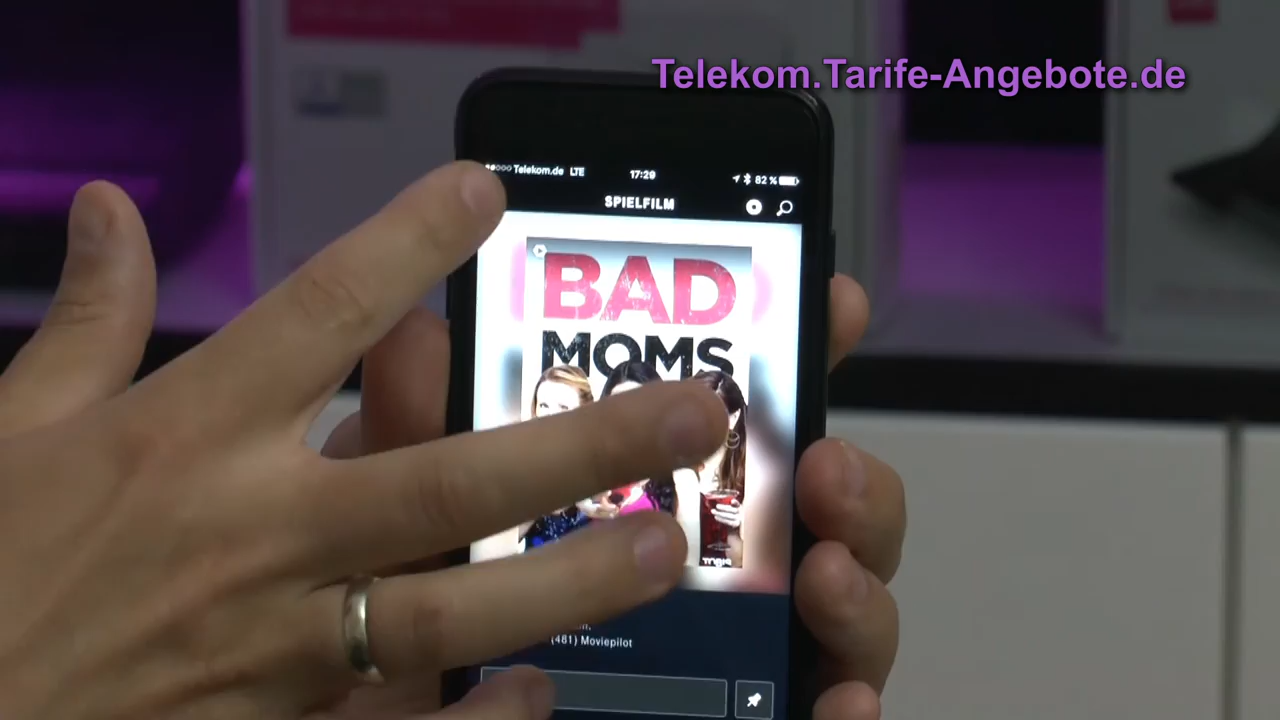 Telekom.Tarife-Angebote.de
Telekom.de LTE 17:29 82 %
SPIELFILM
BAD
MOMS
(481) Moviepilot